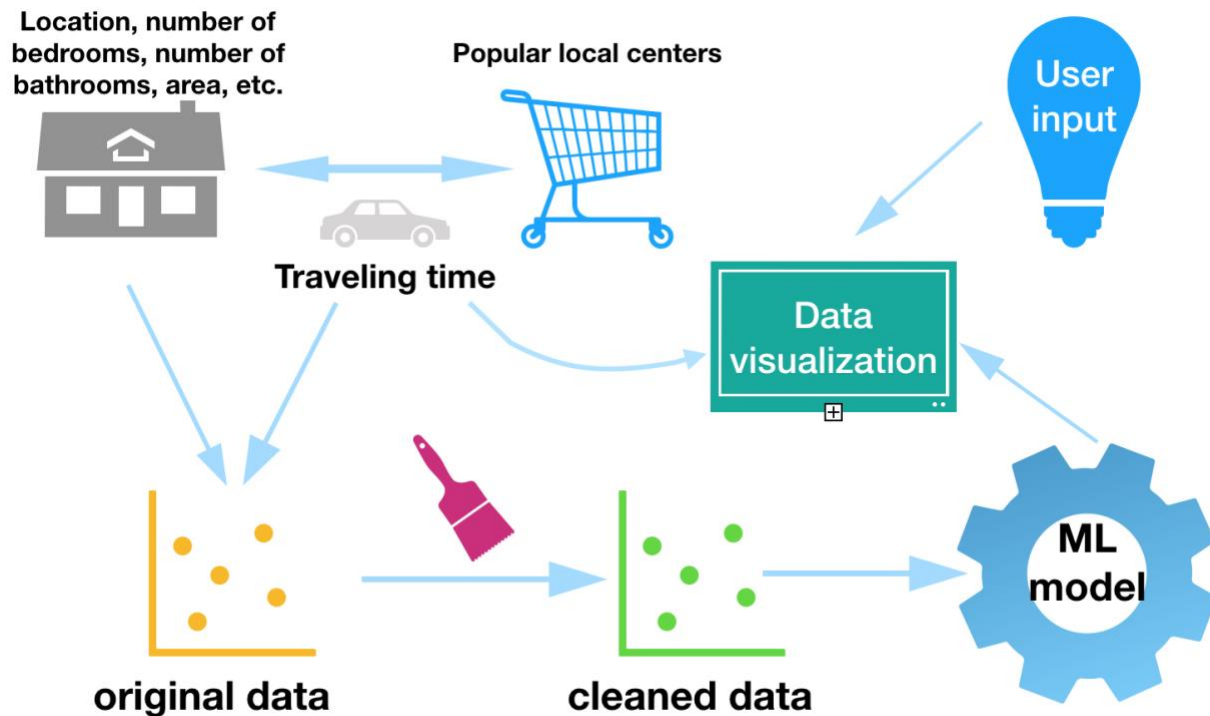 Location, number of
bedrooms, number of
bathrooms, area, etc.
Popular local centers
User
input
Traveling time
Data
visualization
ML
model
original data
cleaned data